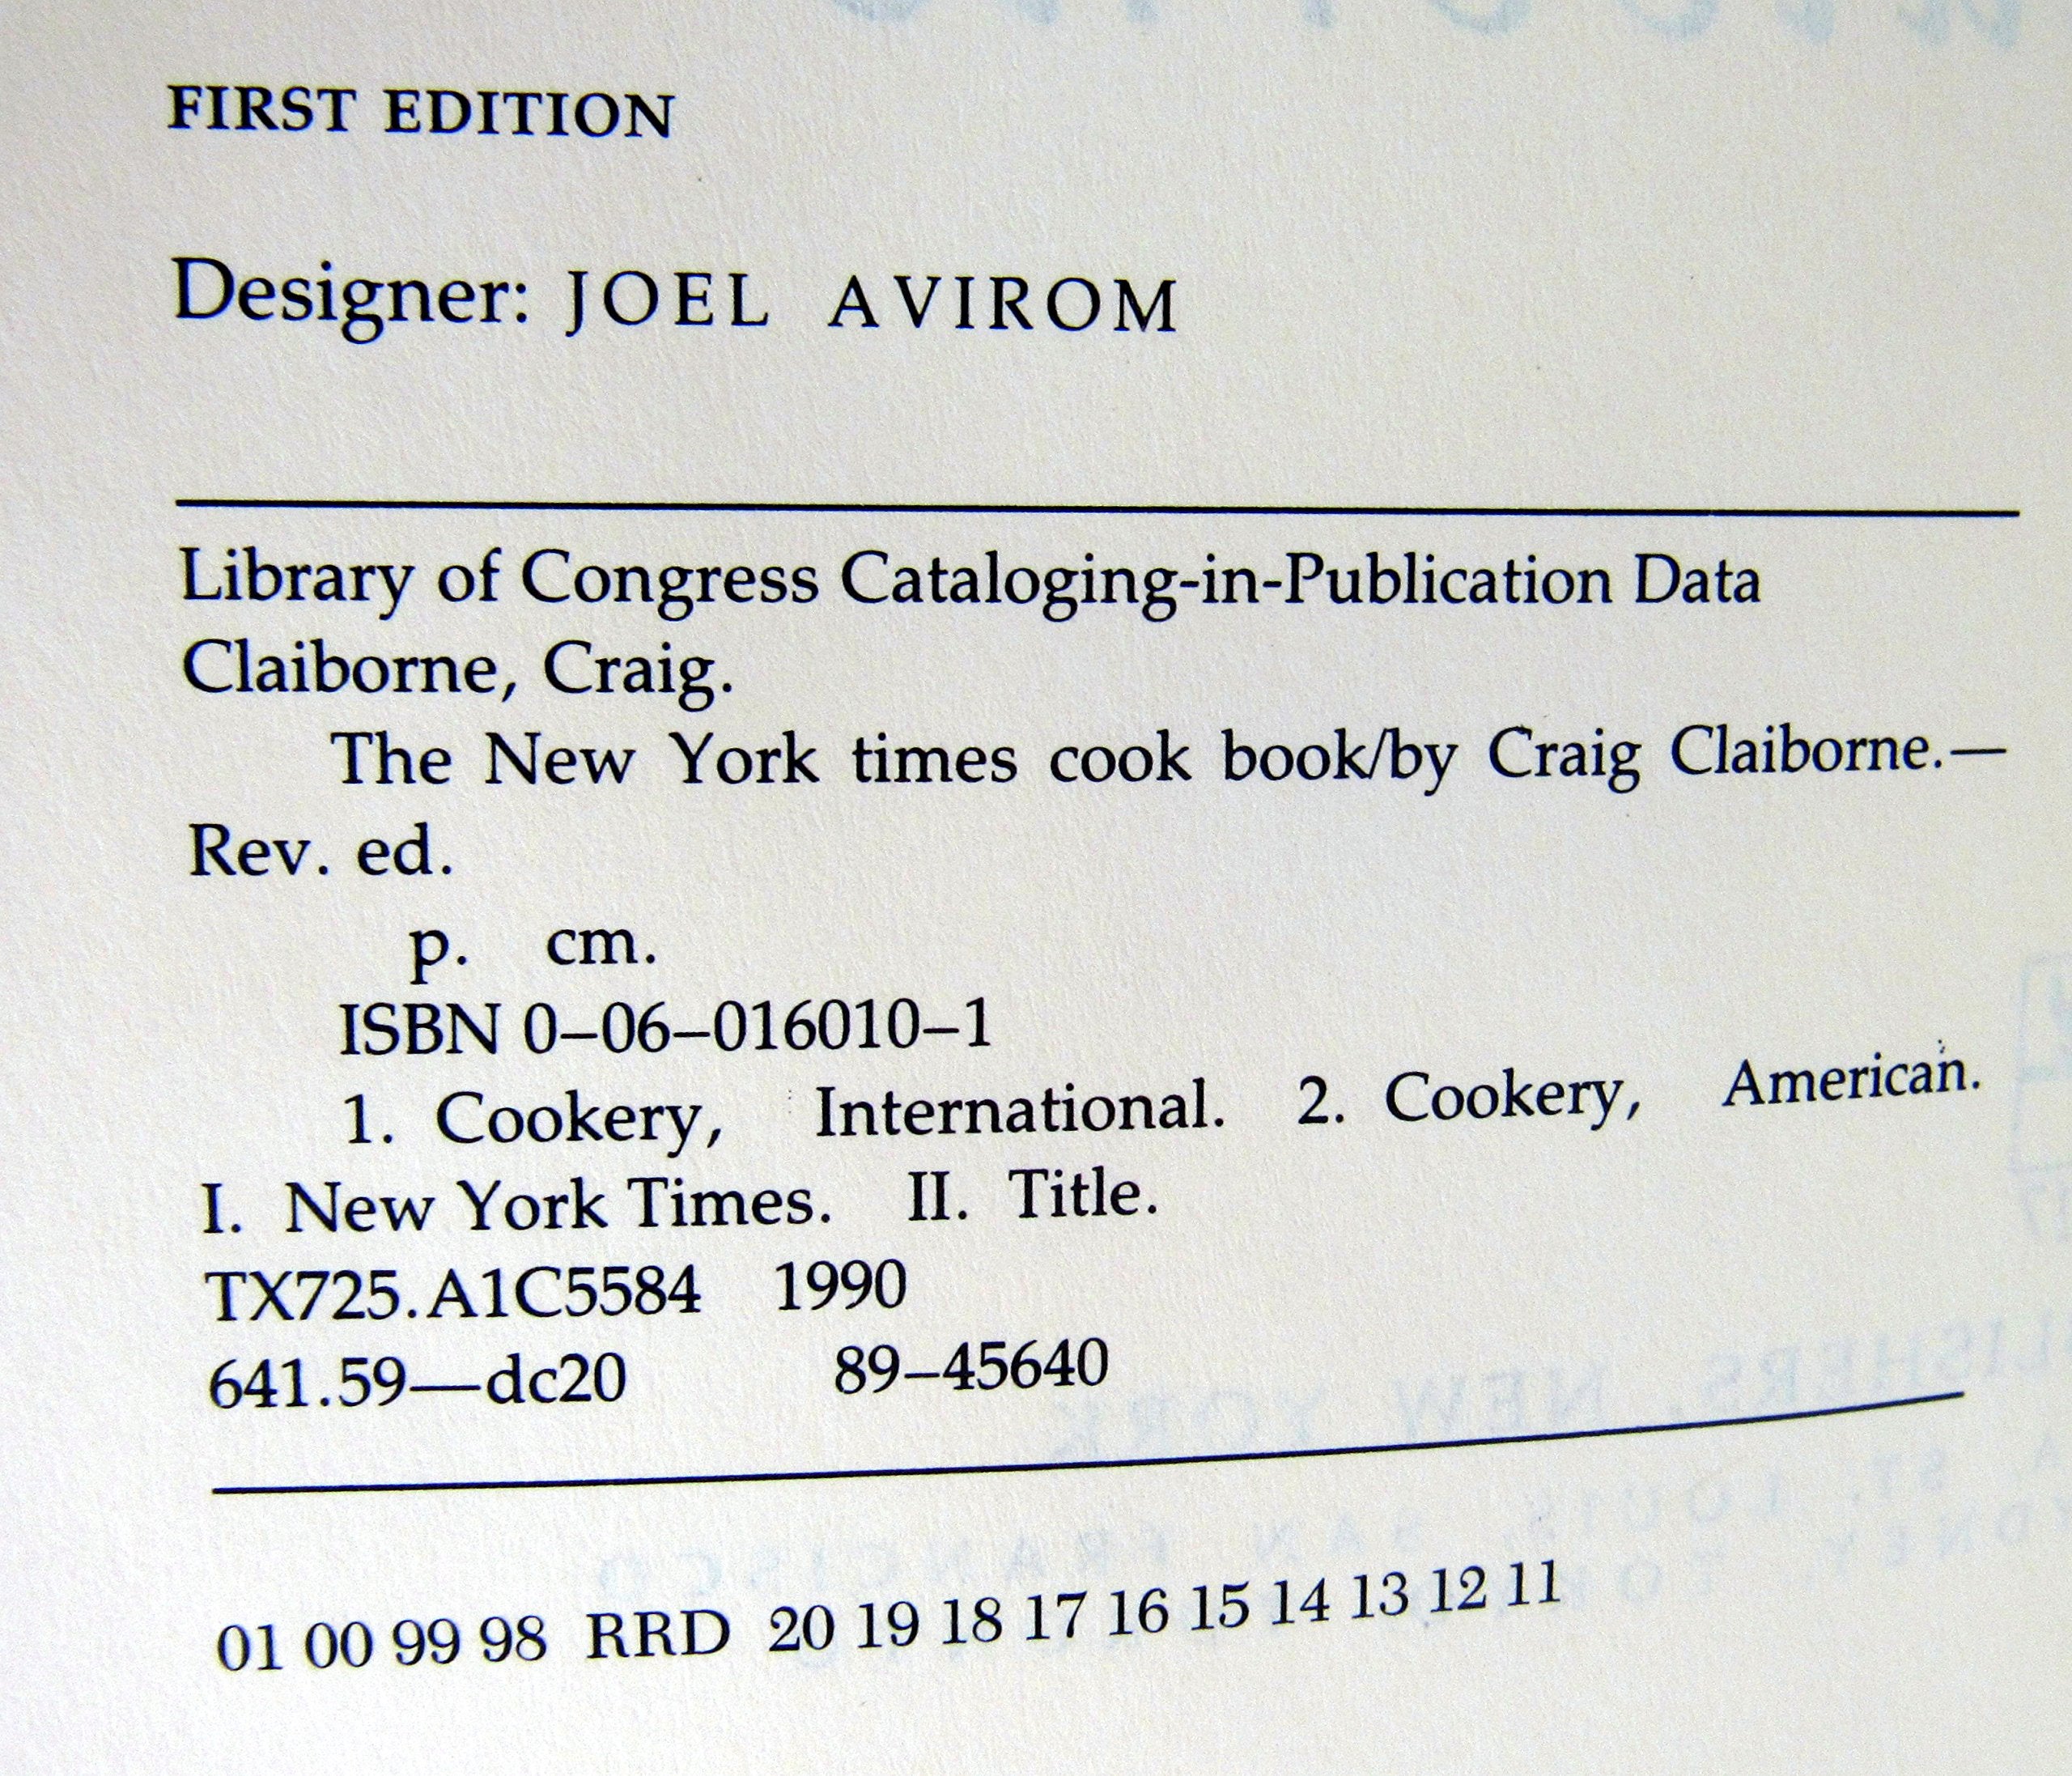 FIRST EDITION
Designer: JOEL AVIROM
Library of Congress Cataloging-in-Publication Data
Claiborne, Craig.
The New York times cook book/by Craig Claiborne.—
Rev. ed.
p. cm.
ISBN 0–06–016010–1
1. Cookery, International. 2. Cookery, American.
I. New York Times. II. Title.
TX725.A1C5584 1990
641.59—dc20 89–45640
01 00 99 98 RRD 20 19 18 17 16 15 14 13 12 11